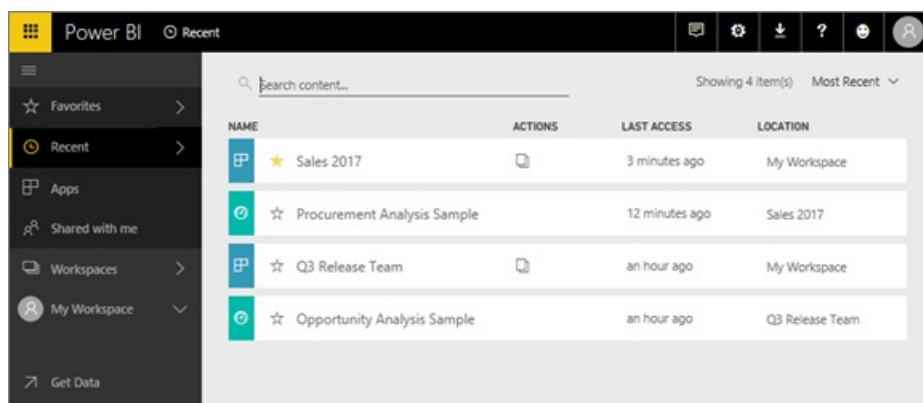 Power BI Recent ?
Favorites
Recent
Apps
Shared with me
Workspaces
My Workspace
Get Data
Search content...
Showing 4 item(s) Most Recent
NAME ACTIONS LAST ACCESS LOCATION
Sales 2017 3 minutes ago My Workspace
Procurement Analysis Sample 12 minutes ago Sales 2017
Q3 Release Team an hour ago My Workspace
Opportunity Analysis Sample an hour ago Q3 Release Team